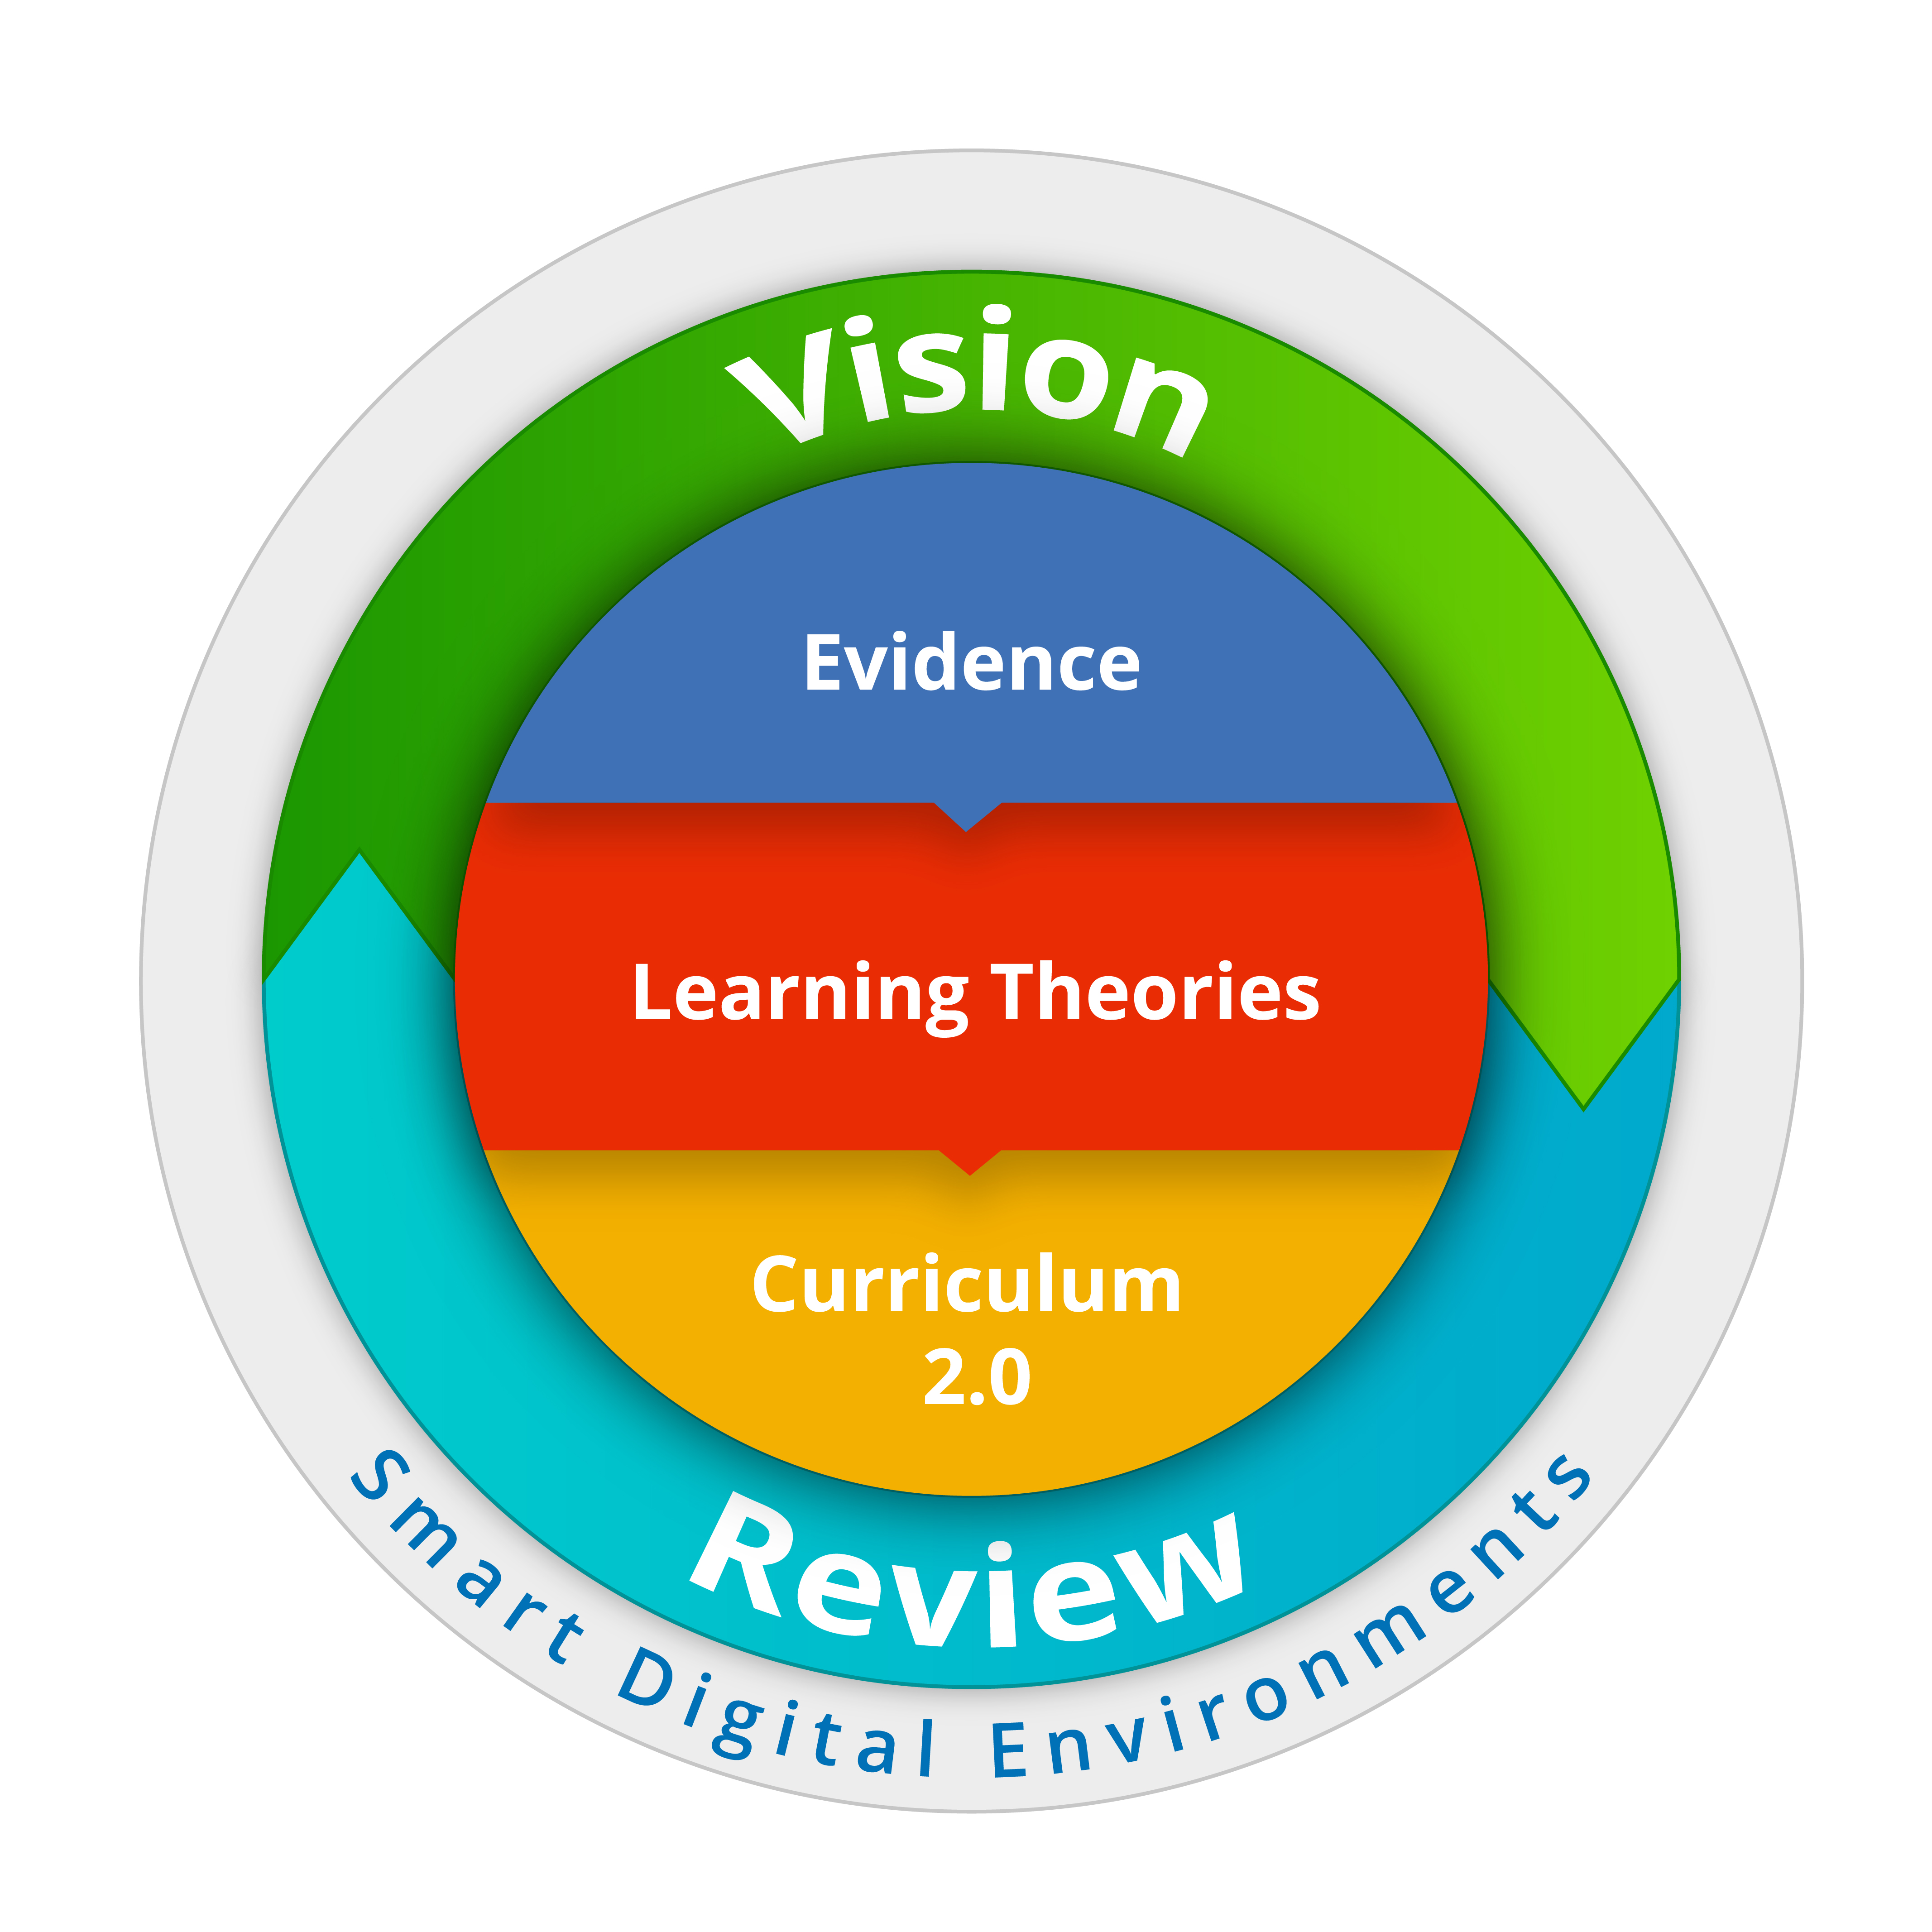 Vision
Evidence
Learning Theories
Curriculum
2.0
Review
Smart Digital Environments